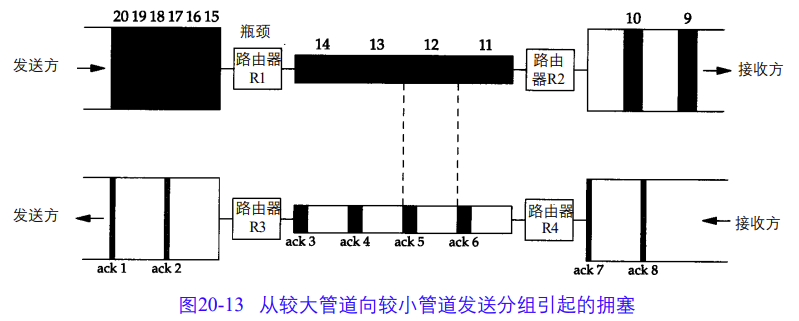 20 19 18 17 16 15
瓶颈
14 13 12 11
10 9
发送方
路由器
R1
路由
器R2
接收方
发送方
路由器
R3
路由器
R4
接收方
ack 3 ack 4 ack 5 ack 6
ack 1 ack 2
ack 7 ack 8
图20-13 从较大管道向较小管道发送分组引起的拥塞